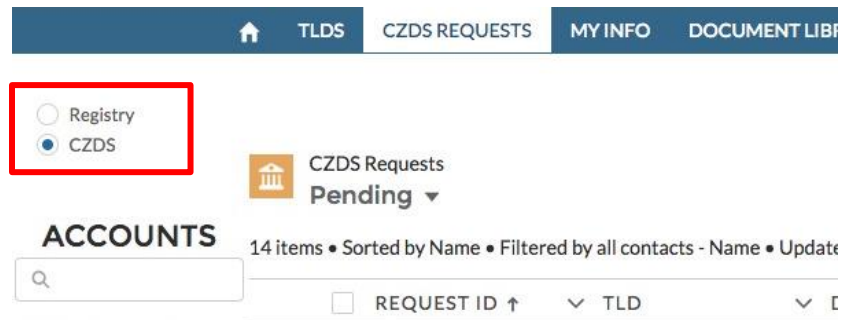 TLDS CZDS REQUESTS MY INFO DOCUMENT LIB
Registry
CZDS
CZDS Requests
Pending
ACCOUNTS
14 items • Sorted by Name • Filtered by all contacts - Name • Update
REQUEST ID ↑ TLD